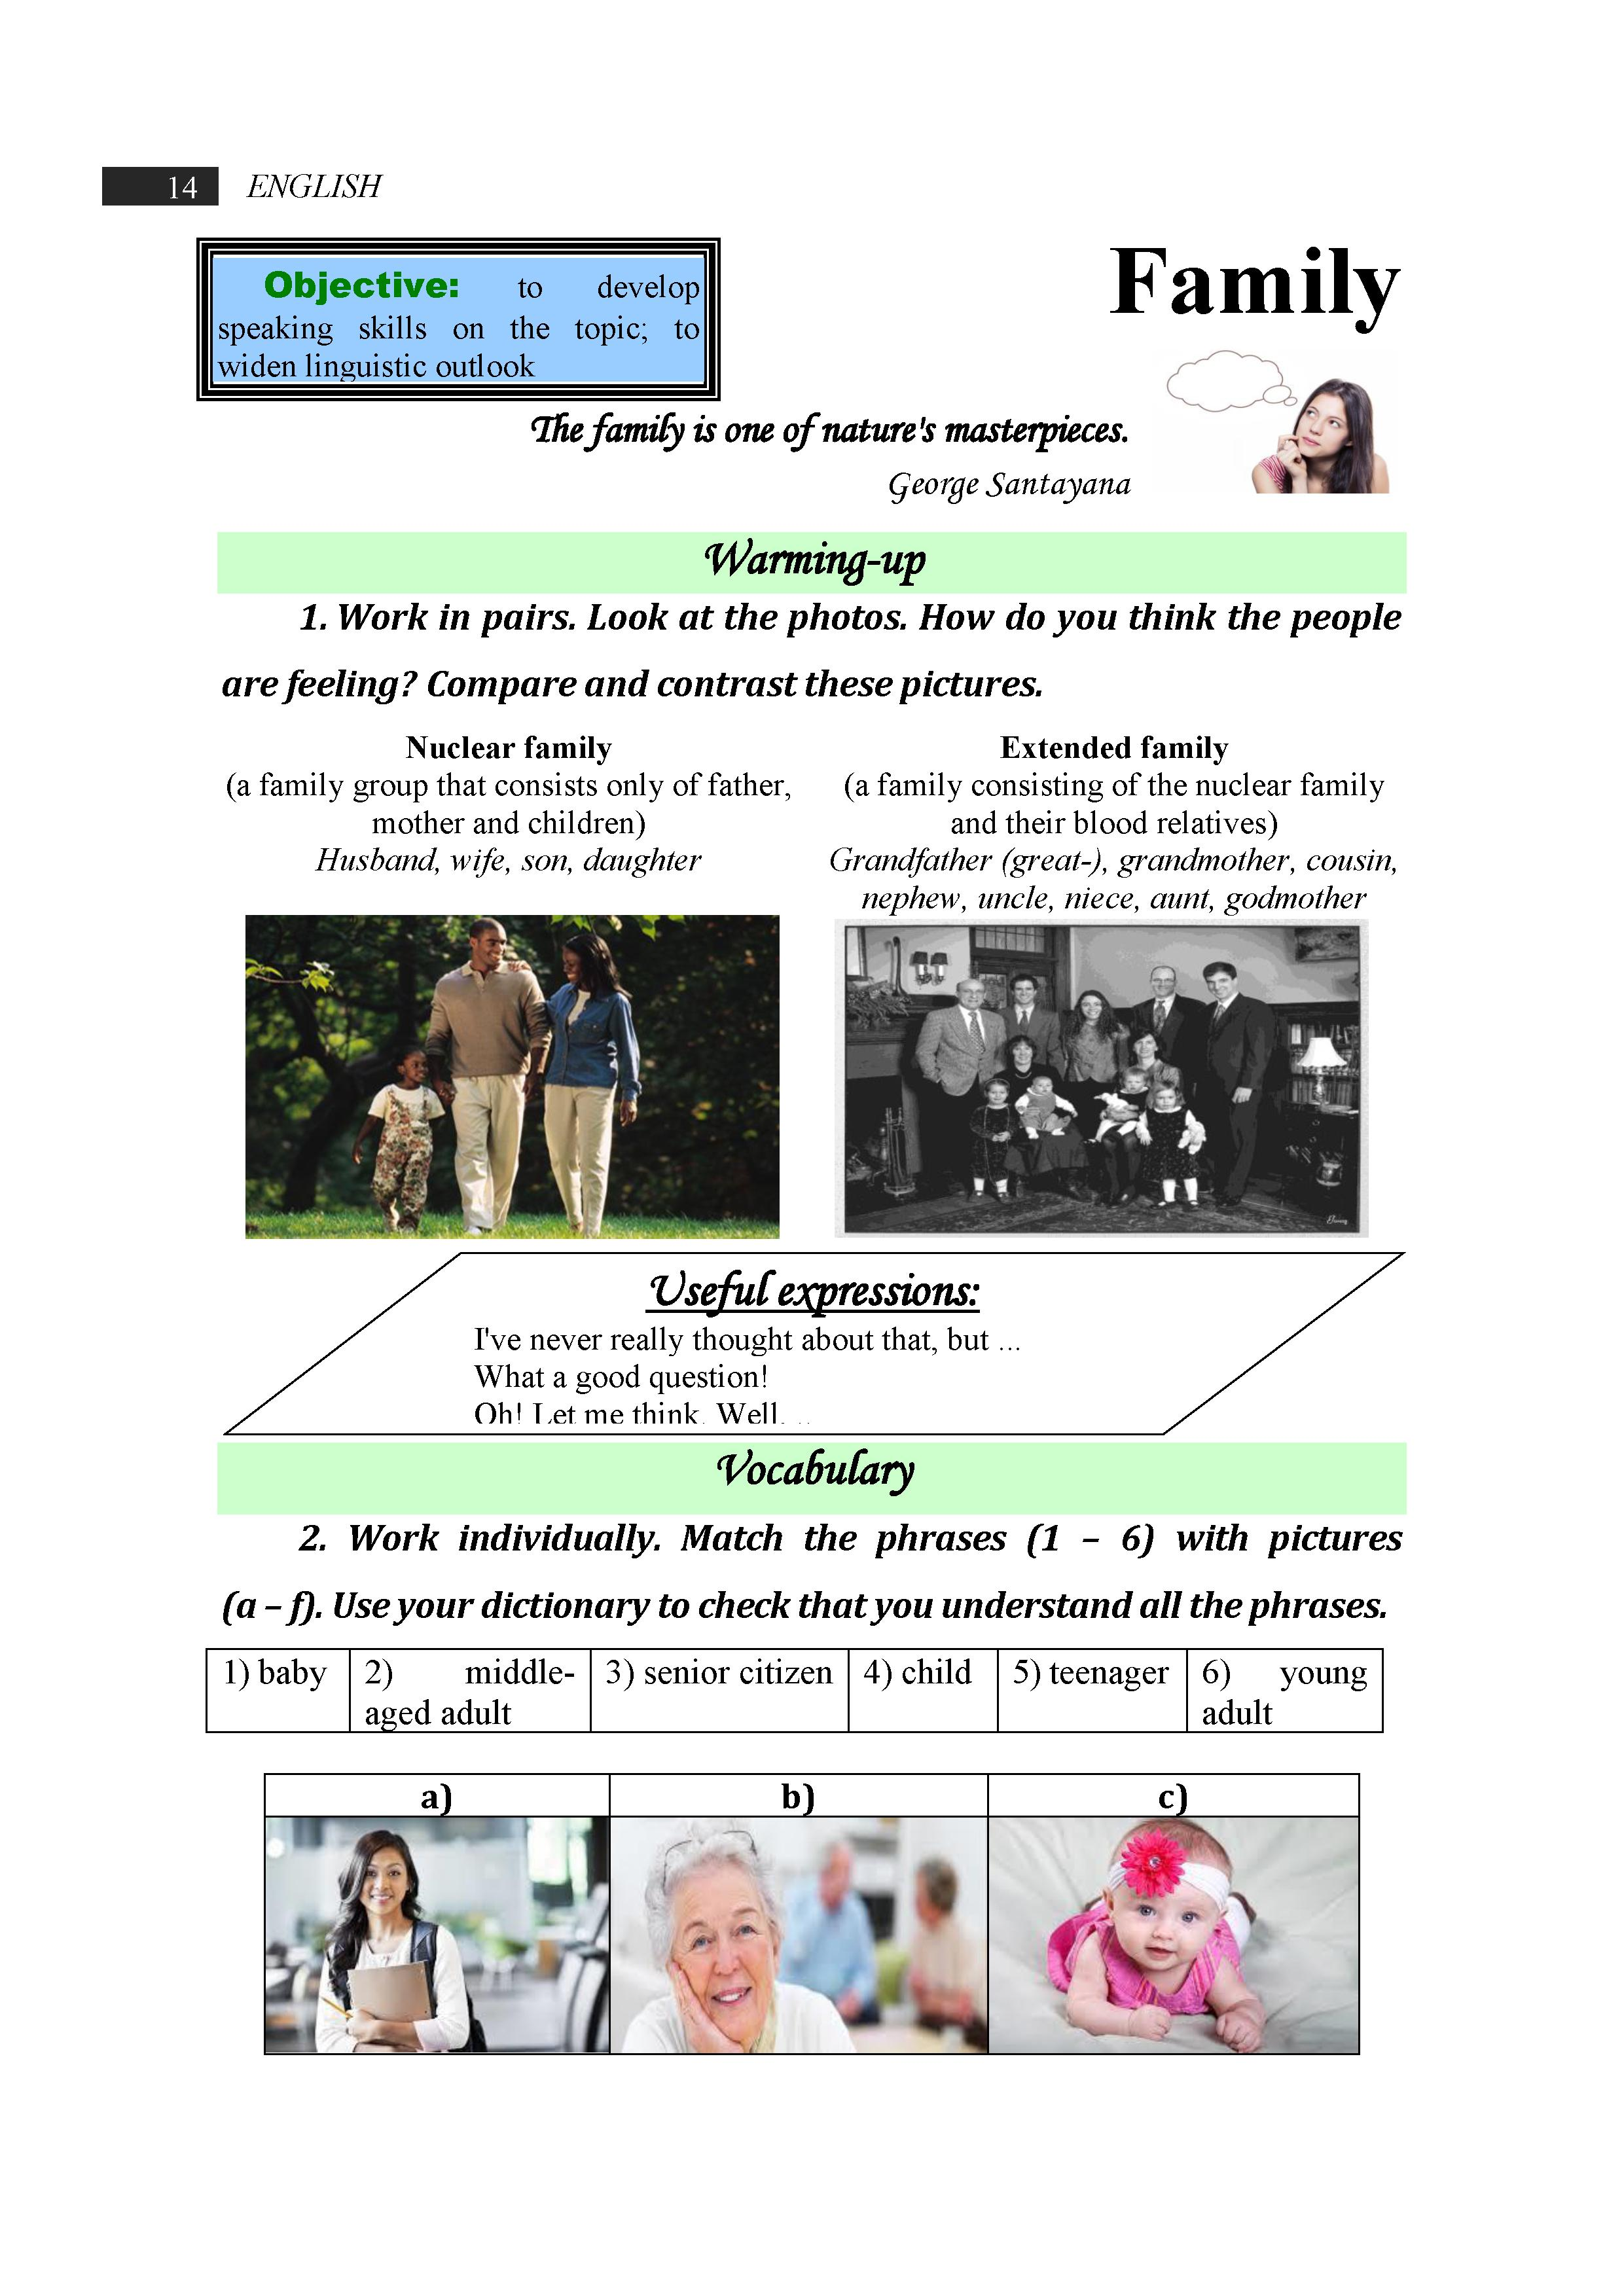 14 ENGLISH
Family
Objective: to develop
speaking skills on the topic; to
widen linguistic outlook
The family is one of nature's masterpieces.
George Santayana
Warming-up
1. Work in pairs. Look at the photos. How do you think the people
are feeling? Compare and contrast these pictures.
Nuclear family
(a family group that consists only of father,
mother and children)
Husband, wife, son, daughter
Extended family
(a family consisting of the nuclear family
and their blood relatives)
Grandfather (great-), grandmother, cousin,
nephew, uncle, niece, aunt, godmother
Useful expressions:
I've never really thought about that, but ...
What a good question!
Oh! Let me think. Well, ..
Vocabulary
2. Work individually. Match the phrases (1 – 6) with pictures
(a – f). Use your dictionary to check that you understand all the phrases.
1) baby
2) middle-
aged adult
3) senior citizen
4) child
5) teenager
6) young
adult
a)
b)
c)